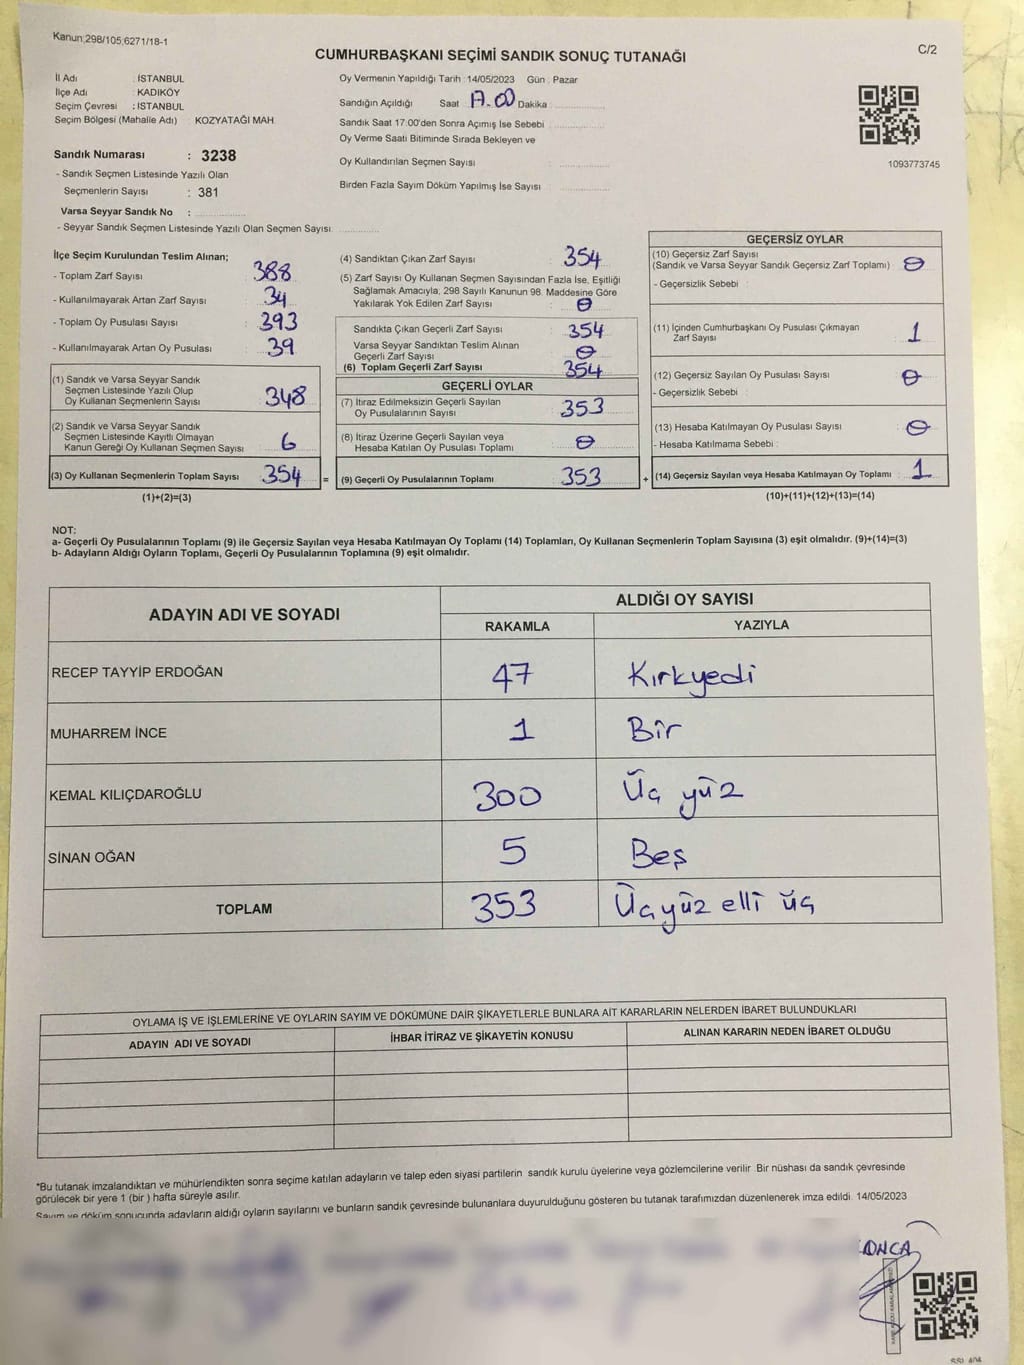 Kanun:298/105;6271/18-1
C/2
CUMHURBAŞKANI SEÇİMİ SANDIK SONUÇ TUTANAĞI
İl Adı : İSTANBUL
İlçe Adı : KADIKÖY
Seçim Çevresi : İSTANBUL
Seçim Bölgesi (Mahalle Adı) : KOZYATAĞI MAH.
Sandık Numarası : 3238
- Sandık Seçmen Listesinde Yazılı Olan
Seçmenlerin Sayısı : 381
Varsa Seyyar Sandık No : ................
- Seyyar Sandık Seçmen Listesinde Yazılı Olan Seçmen Sayısı: ............
Oy Vermenin Yapıldığı Tarih : 14/05/2023 Gün : Pazar
Sandığın Açıldığı Saat 17.00 Dakika ................
Sandık Saat 17:00'den Sonra Açımış İse Sebebi ................
Oy Verme Saati Bitiminde Sırada Bekleyen ve
Oy Kullandırılan Seçmen Sayısı : ................
Birden Fazla Sayım Döküm Yapılmış İse Sayısı : ................
1093773745
İlçe Seçim Kurulundan Teslim Alınan;
- Toplam Zarf Sayısı : 388
- Kullanılmayarak Artan Zarf Sayısı : 34
- Toplam Oy Pusulası Sayısı : 393
- Kullanılmayarak Artan Oy Pusulası : 39
(1) Sandık ve Varsa Seyyar Sandık
Seçmen Listesinde Yazılı Olup
Oy Kullanan Seçmenlerin Sayısı : 348
(2) Sandık ve Varsa Seyyar Sandık
Seçmen Listesinde Kayıtlı Olmayan
Kanun Gereği Oy Kullanan Seçmen Sayısı : 6
(3) Oy Kullanan Seçmenlerin Toplam Sayısı : 354 =
(1)+(2)=(3)
(4) Sandıktan Çıkan Zarf Sayısı : 354
(5) Zarf Sayısı Oy Kullanan Seçmen Sayısından Fazla İse, Eşitliği
Sağlamak Amacıyla, 298 Sayılı Kanunun 98. Maddesine Göre
Yakılarak Yok Edilen Zarf Sayısı : 0
Sandıkta Çıkan Geçerli Zarf Sayısı : 354
Varsa Seyyar Sandıktan Teslim Alınan
Geçerli Zarf Sayısı : 0
(6) Toplam Geçerli Zarf Sayısı : 354
GEÇERLİ OYLAR
(7) İtiraz Edilmeksizin Geçerli Sayılan
Oy Pusulalarının Sayısı : 353
(8) İtiraz Üzerine Geçerli Sayılan veya
Hesaba Katılan Oy Pusulası Toplamı : 0
(9) Geçerli Oy Pusulalarının Toplamı : 353 +
GEÇERSİZ OYLAR
(10) Geçersiz Zarf Sayısı
(Sandık ve Varsa Seyyar Sandık Geçersiz Zarf Toplamı) : 0
- Geçersizlik Sebebi :
(11) İçinden Cumhurbaşkanı Oy Pusulası Çıkmayan
Zarf Sayısı : 1
(12) Geçersiz Sayılan Oy Pusulası Sayısı : 0
- Geçersizlik Sebebi :
(13) Hesaba Katılmayan Oy Pusulası Sayısı : 0
- Hesaba Katılmama Sebebi :
(14) Geçersiz Sayılan veya Hesaba Katılmayan Oy Toplamı : 1
(10)+(11)+(12)+(13)=(14)
NOT:
a- Geçerli Oy Pusulalarının Toplamı (9) ile Geçersiz Sayılan veya Hesaba Katılmayan Oy Toplamı (14) Toplamları, Oy Kullanan Seçmenlerin Toplam Sayısına (3) eşit olmalıdır. (9)+(14)=(3)
b- Adayların Aldığı Oyların Toplamı, Geçerli Oy Pusulalarının Toplamına (9) eşit olmalıdır.
ADAYIN ADI VE SOYADI
ALDIĞI OY SAYISI
RAKAMLA YAZIYLA
RECEP TAYYİP ERDOĞAN 47 Kırkyedi
MUHARREM İNCE 1 Bir
KEMAL KILIÇDAROĞLU 300 Üç yüz
SİNAN OĞAN 5 Beş
TOPLAM 353 Üçyüz elli üç
OYLAMA İŞ VE İŞLEMLERİNE VE OYLARIN SAYIM VE DÖKÜMÜNE DAİR ŞİKAYETLERLE BUNLARA AİT KARARLARIN NELERDEN İBARET BULUNDUKLARI
ADAYIN ADI VE SOYADI İHBAR İTİRAZ VE ŞİKAYETİN KONUSU ALINAN KARARIN NEDEN İBARET OLDUĞU
*Bu tutanak imzalandıktan ve mühürlendikten sonra seçime katılan adayların ve talep eden siyasi partilerin sandık kurulu üyelerine veya gözlemcilerine verilir. Bir nüshası da sandık çevresinde
görülecek bir yere 1 (bir) hafta süreyle asılır.
Sayım ve döküm sonucunda adayların aldığı oyların sayılarını ve bunların sandık çevresinde bulunanlara duyurulduğunu gösteren bu tutanak tarafımızdan düzenlenerek imza edildi. 14/05/2023
ONCA